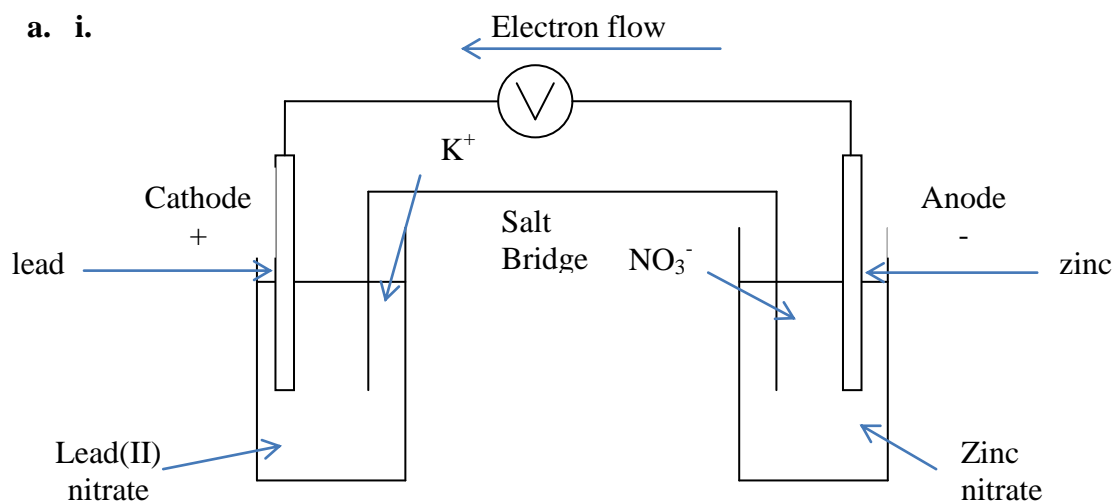 a. i.
Electron flow
V
K⁺
Cathode
+
Salt
Bridge
NO₃⁻
Anode
-
lead
zinc
Lead(II)
nitrate
Zinc
nitrate